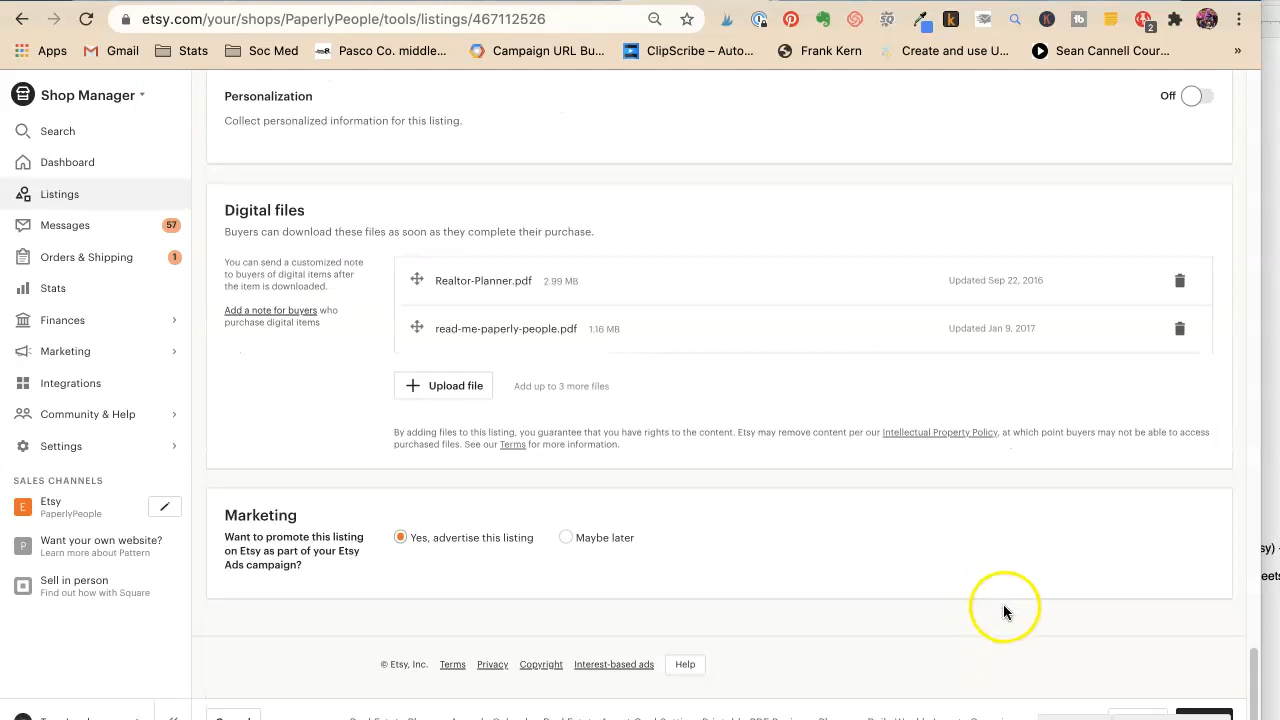 etsy.com/your/shops/PaperlyPeople/tools/listings/467112526
2
Apps
Gmail
Stats
Soc Med
Pasco Co. middle...
Campaign URL Bu...
ClipScribe – Auto...
Frank Kern
Create and use U...
Sean Cannell Cour...
»
Shop Manager
Search
Dashboard
Listings
Messages 57
Orders & Shipping 1
Stats
Finances
Marketing
Integrations
Community & Help
Settings
SALES CHANNELS
E
Etsy
PaperlyPeople
P
Want your own website?
Learn more about Pattern
Sell in person
Find out how with Square
Personalization
Off
Collect personalized information for this listing.
Digital files
Buyers can download these files as soon as they complete their purchase.
You can send a customized note
to buyers of digital items after
the item is downloaded.
Add a note for buyers who
purchase digital items
Realtor-Planner.pdf 2.99 MB Updated Sep 22, 2016
read-me-paperly-people.pdf 1.16 MB Updated Jan 9, 2017
Upload file Add up to 3 more files
By adding files to this listing, you guarantee that you have rights to the content. Etsy may remove content per our Intellectual Property Policy, at which point buyers may not be able to access
purchased files. See our Terms for more information.
Marketing
Want to promote this listing
on Etsy as part of your Etsy
Ads campaign?
Yes, advertise this listing Maybe later
© Etsy, Inc. Terms Privacy Copyright Interest-based ads Help